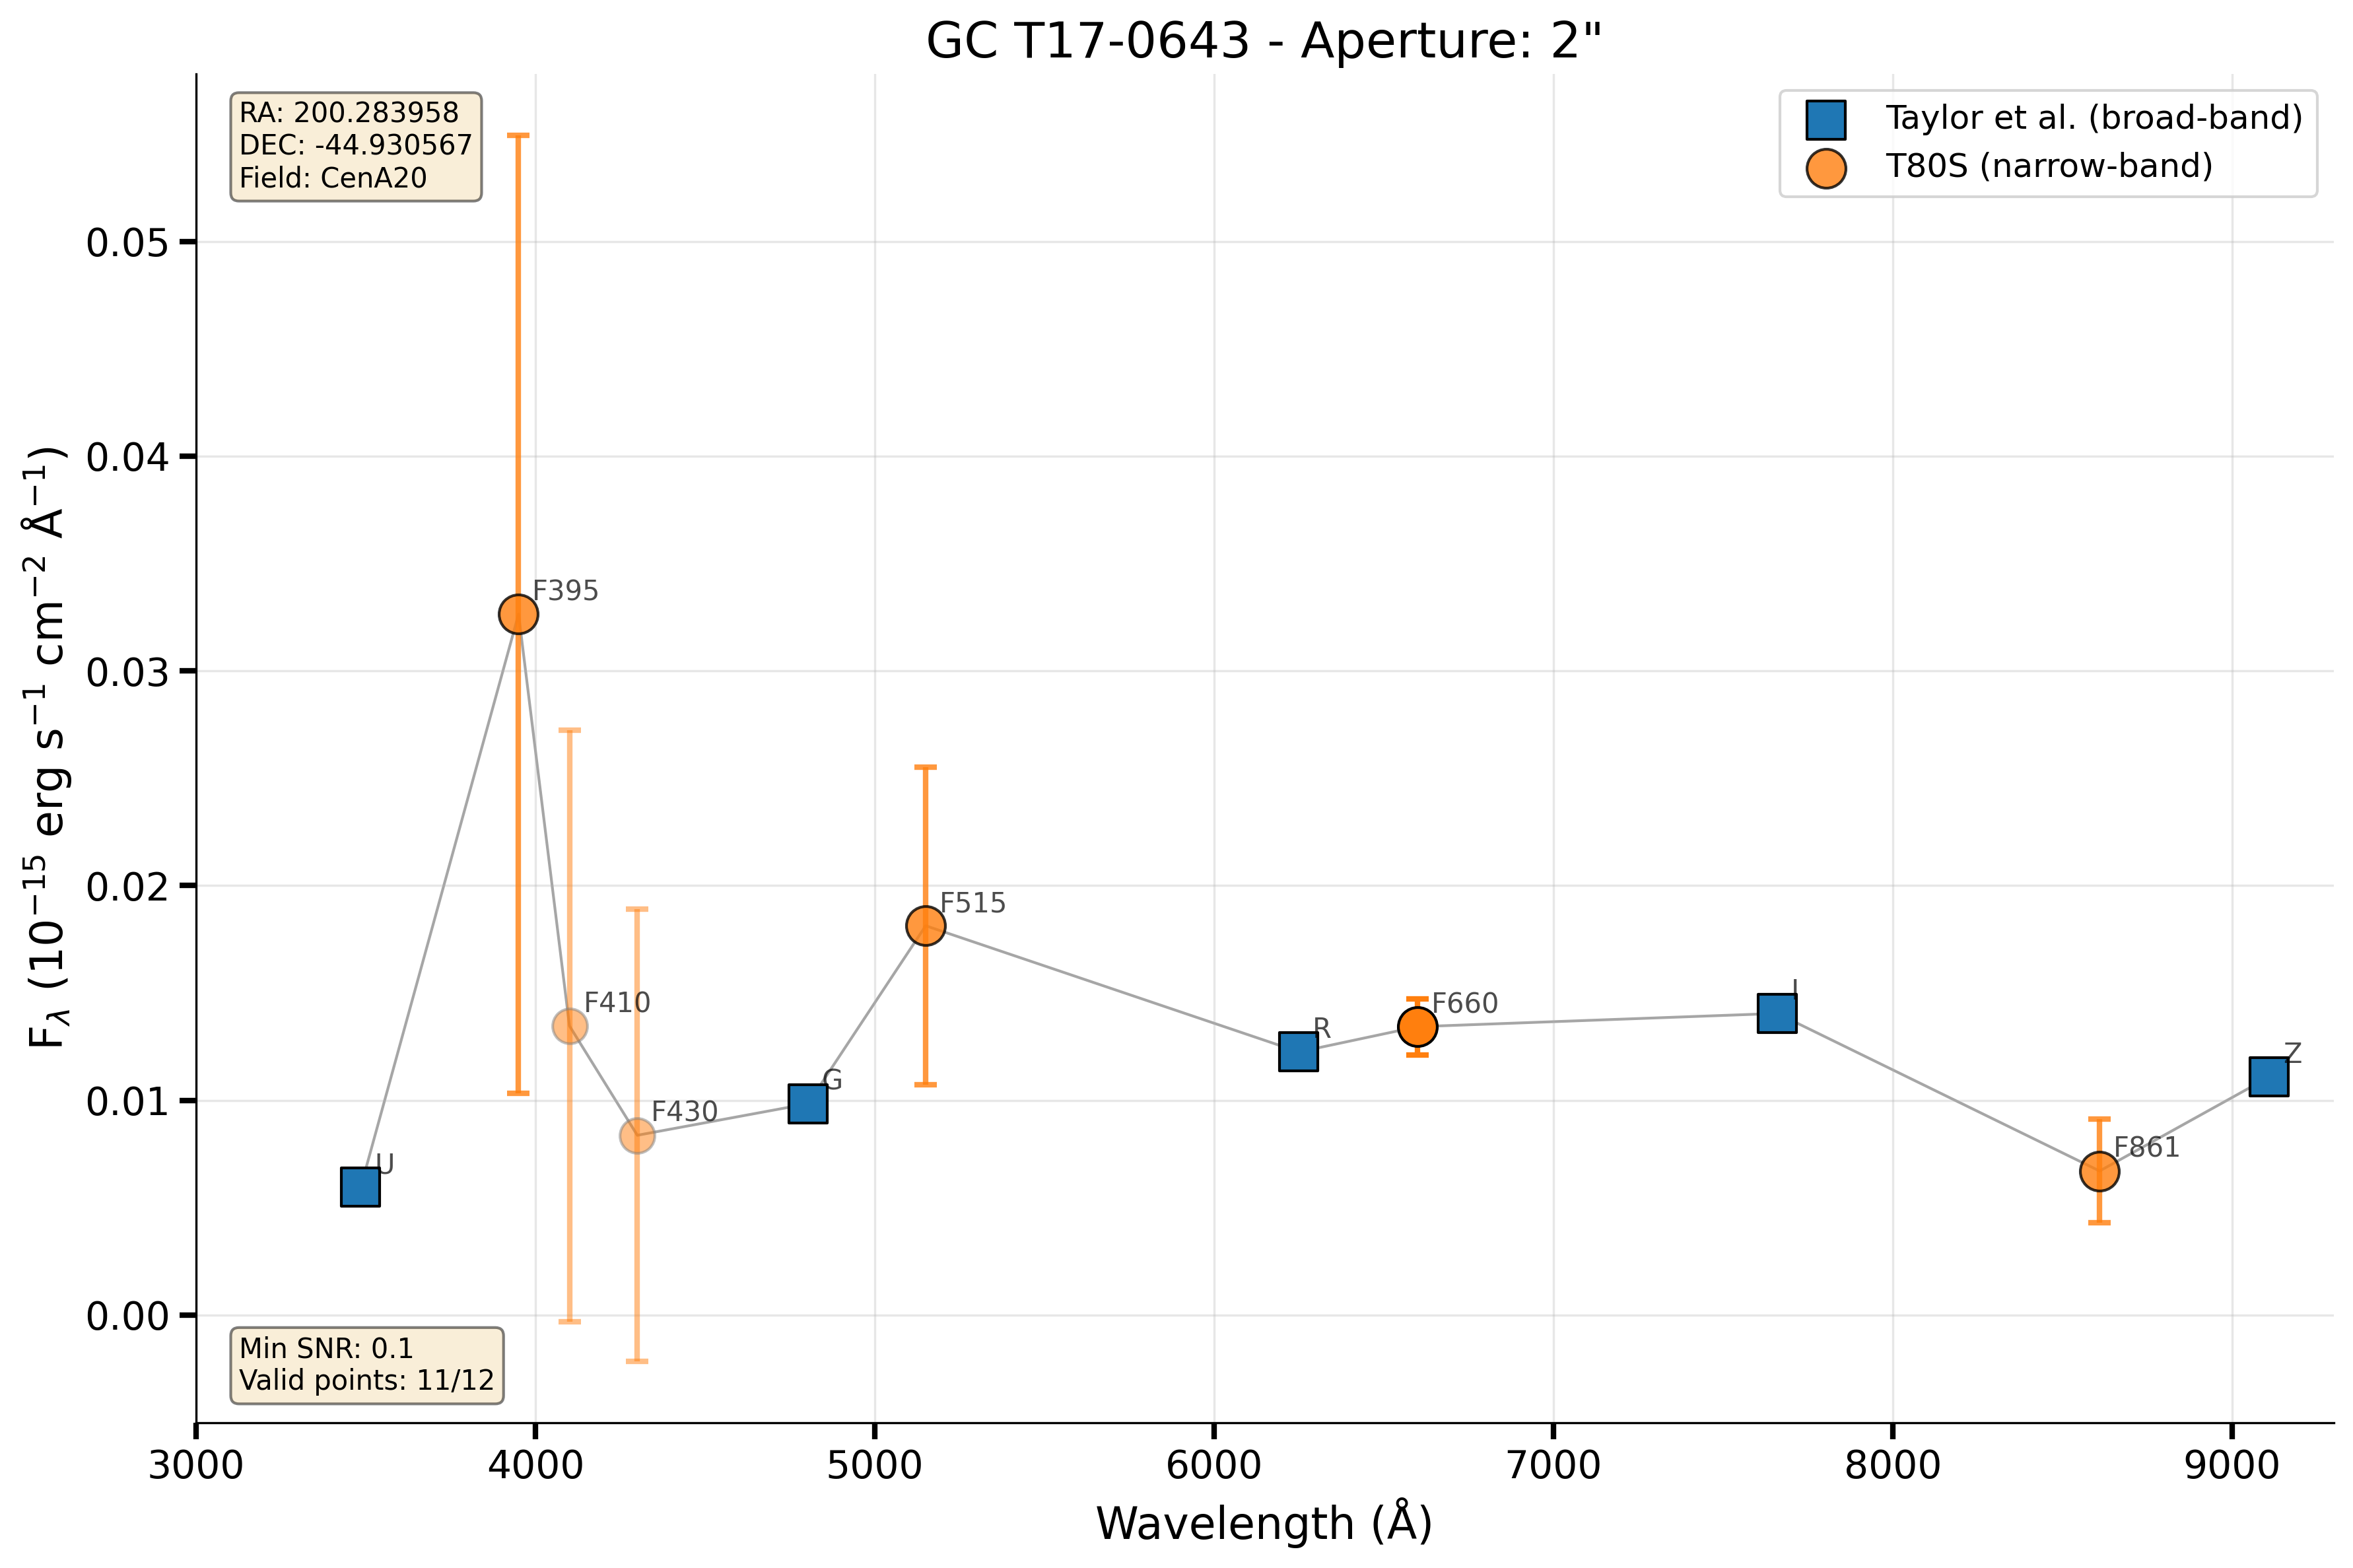 GC T17-0643 - Aperture: 2"
RA: 200.283958
DEC: -44.930567
Field: CenA20
Taylor et al. (broad-band)
T80S (narrow-band)
0.05
0.04
0.03
0.02
0.01
0.00
F_λ (10⁻¹⁵ erg s⁻¹ cm⁻² Å⁻¹)
U
F395
F410
F430
G
F515
R
F660
I
F861
Z
Min SNR: 0.1
Valid points: 11/12
3000 4000 5000 6000 7000 8000 9000
Wavelength (Å)